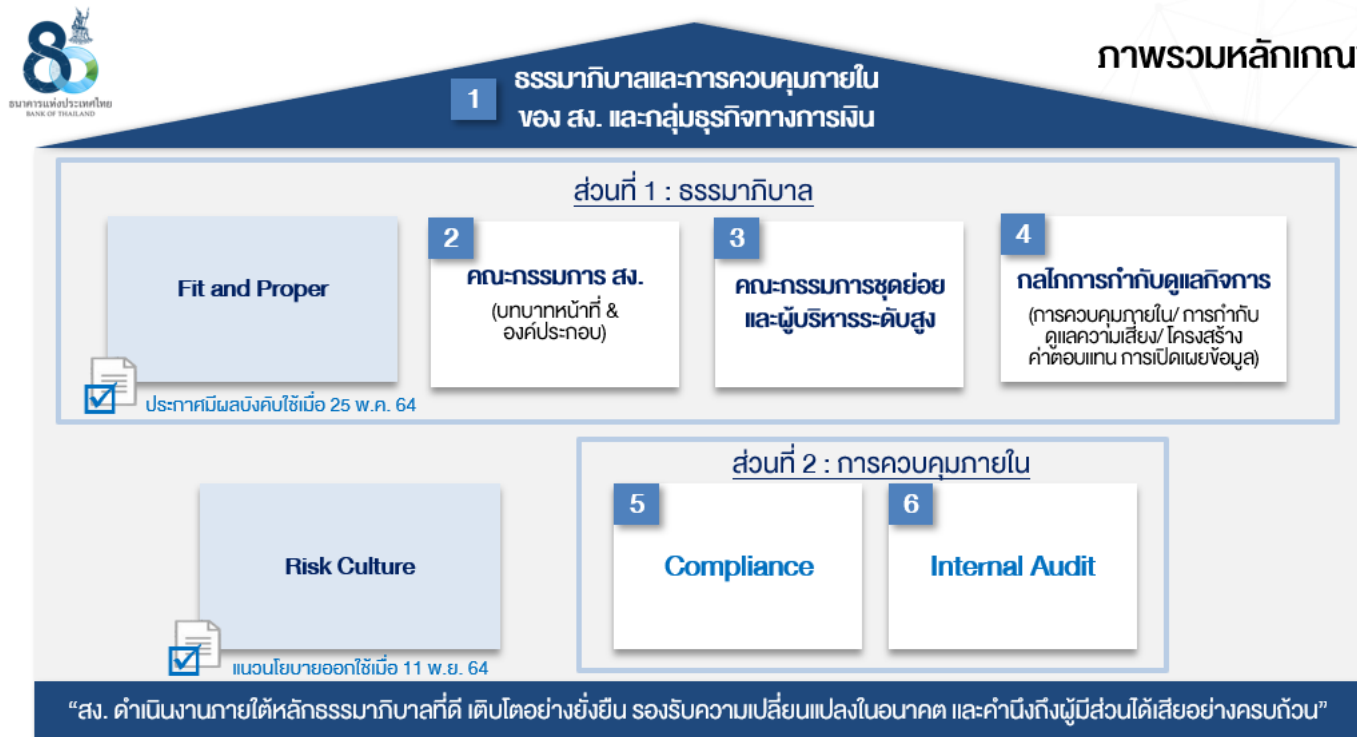 80
ธนาคารแห่งประเทศไทย
BANK OF THAILAND
ภาพรวมหลักเกณ
1
ธรรมาภิบาลและการควบคุมภายใน
ของ สง. และกลุ่มธุรกิจทางการเงิน
ส่วนที่ 1 : ธรรมาภิบาล
Fit and Proper
ประกาศมีผลบังคับใช้เมื่อ 25 พ.ค. 64
2
คณะกรรมการ สง.
(บทบาทหน้าที่ &
องค์ประกอบ)
3
คณะกรรมการชุดย่อย
และผู้บริหารระดับสูง
4
กลไกการกำกับดูแลกิจการ
(การควบคุมภายใน/ การกำกับ
ดูแลความเสี่ยง/ โครงสร้าง
ค่าตอบแทน การเปิดเผยข้อมูล)
Risk Culture
แนวนโยบายออกใช้เมื่อ 11 พ.ย. 64
ส่วนที่ 2 : การควบคุมภายใน
5
Compliance
6
Internal Audit
“สง. ดำเนินงานภายใต้หลักธรรมาภิบาลที่ดี เติบโตอย่างยั่งยืน รองรับความเปลี่ยนแปลงในอนาคต และคำนึงถึงผู้มีส่วนได้เสียอย่างครบถ้วน”